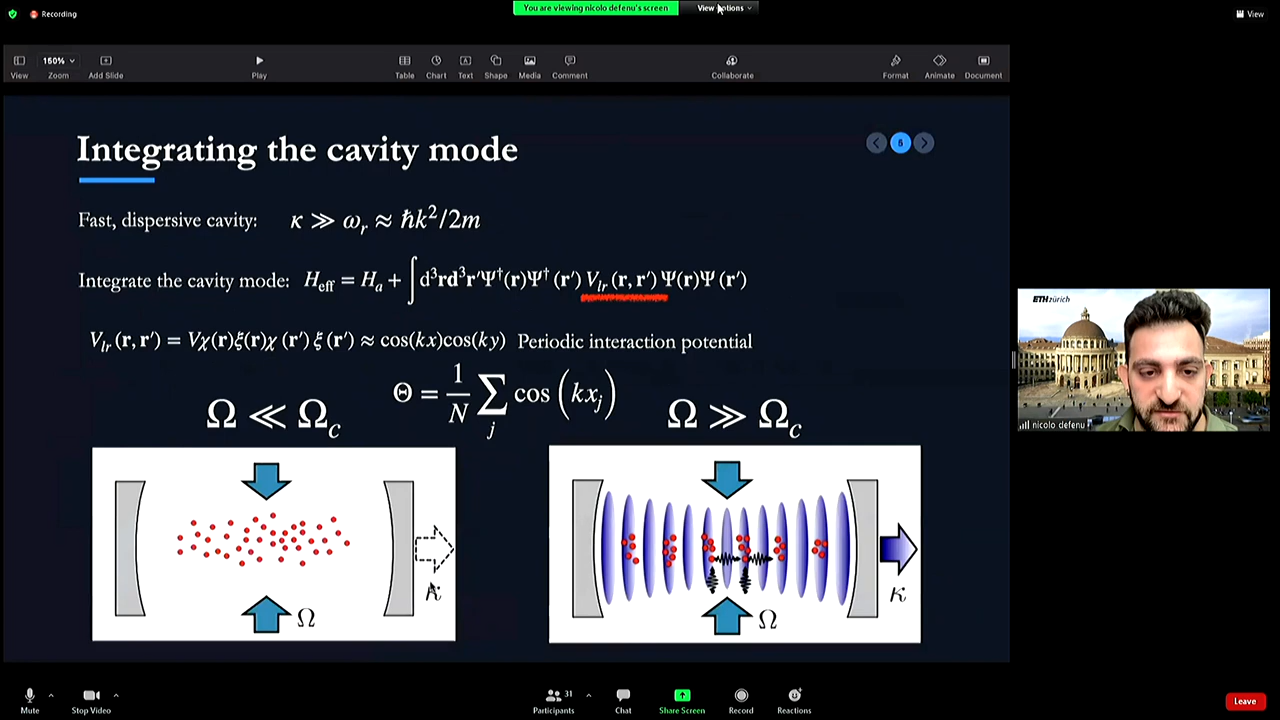 Recording
You are viewing nicolo defenu's screen
View Options
View
150%
View
Zoom
Add Slide
Play
Table
Chart
Text
Shape
Media
Comment
Collaborate
Format
Animate
Document
Integrating the cavity mode
6
Fast, dispersive cavity: κ ≫ ω_r ≈ ℏk²/2m
Integrate the cavity mode: H_eff = H_a + ∫ d³rd³r′Ψ†(r)Ψ†(r′) V_lr(r, r′) Ψ(r)Ψ(r′)
V_lr(r, r′) = Vχ(r)ξ(r)χ(r′)ξ(r′) ≈ cos(kx)cos(ky) Periodic interaction potential
Θ = 1/N ∑_j cos(kx_j)
Ω ≪ Ω_c
Ω ≫ Ω_c
κ
Ω
κ
Ω
ETH zürich
nicolo defenu
Mute
Stop Video
31
Participants
Chat
Share Screen
Record
Reactions
Leave